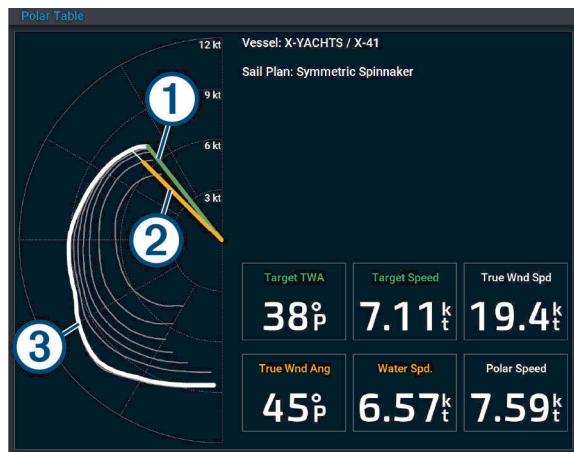 Polar Table
12 kt
9 kt
6 kt
3 kt
1
2
3
Vessel: X-YACHTS / X-41
Sail Plan: Symmetric Spinnaker
Target TWA
38°P
Target Speed
7.11kt
True Wnd Spd
19.4kt
True Wnd Ang
45°P
Water Spd.
6.57kt
Polar Speed
7.59kt